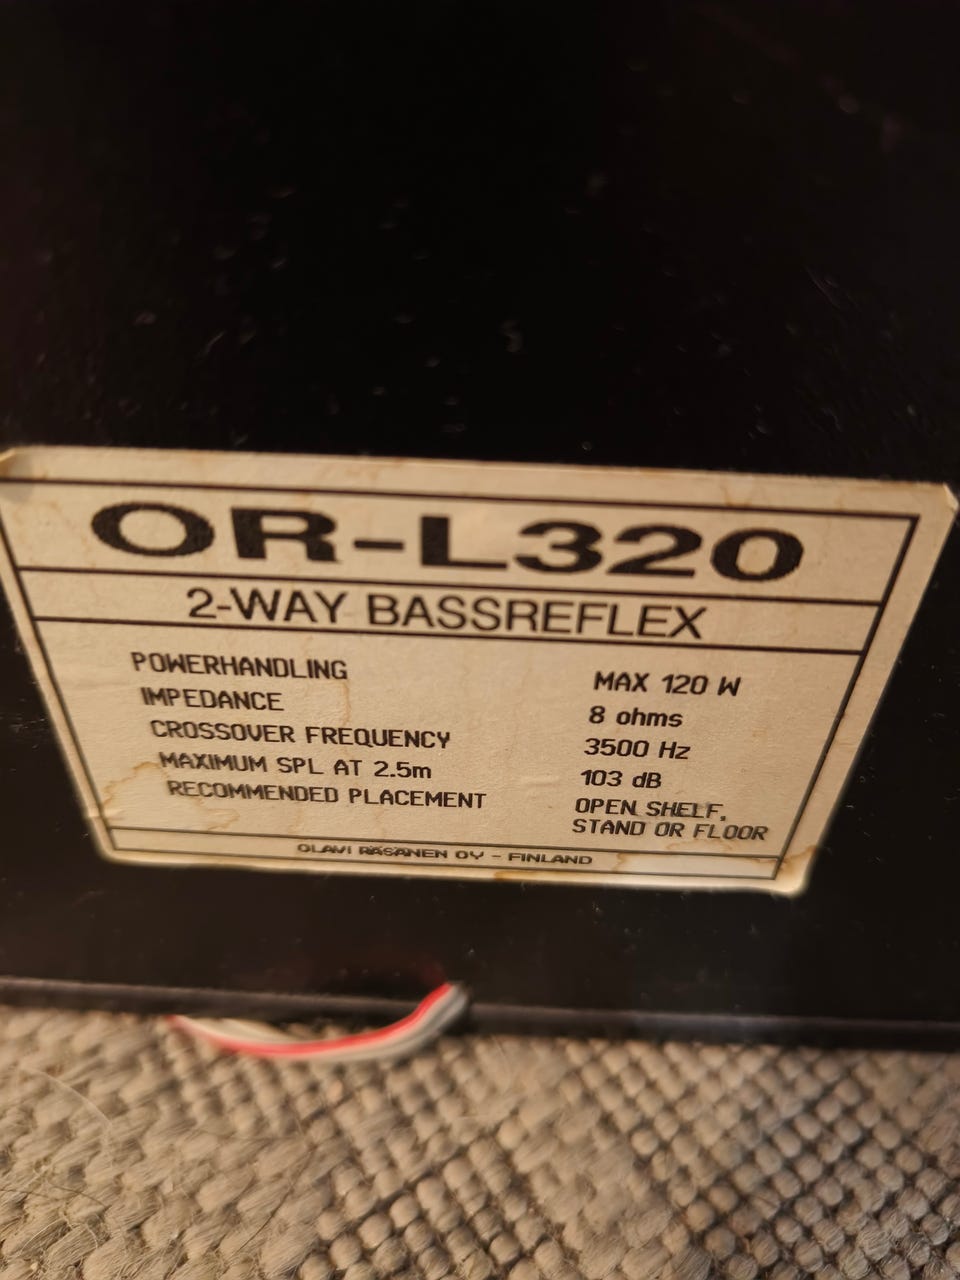 OR-L320
2-WAY BASSREFLEX
POWERHANDLING MAX 120 W
IMPEDANCE 8 ohms
CROSSOVER FREQUENCY 3500 Hz
MAXIMUM SPL AT 2.5m 103 dB
RECOMMENDED PLACEMENT OPEN SHELF,
STAND OR FLOOR
OLAVI RÄSÄNEN OY - FINLAND